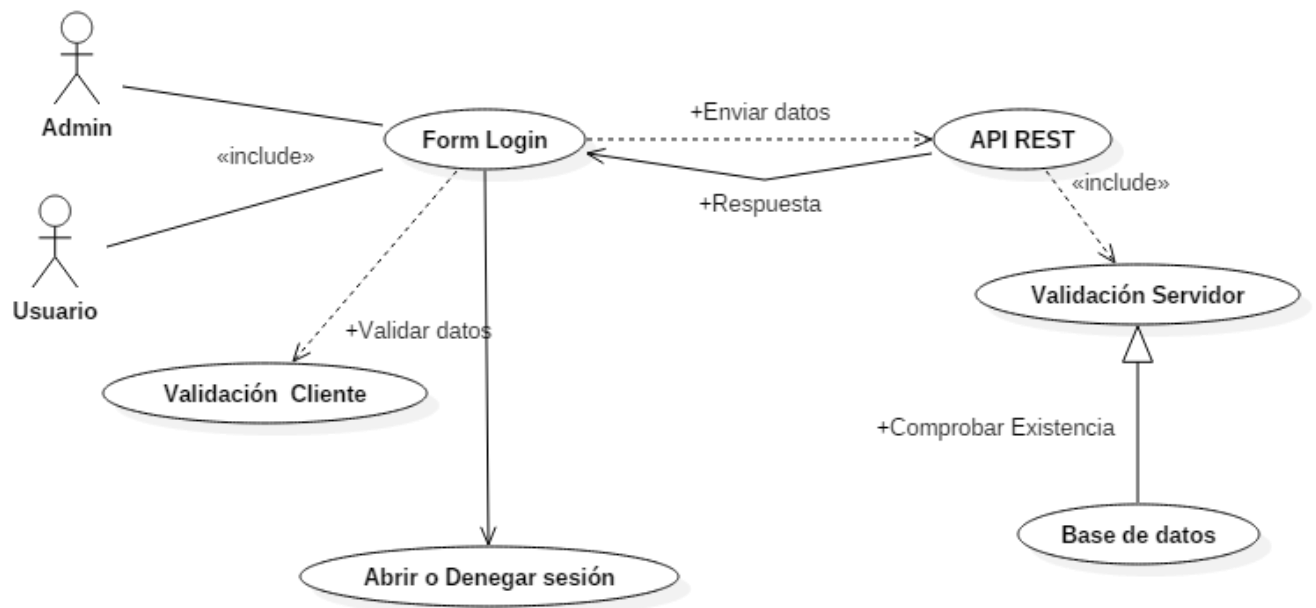 Admin
«include»
Usuario
Form Login
+Enviar datos
API REST
+Respuesta
«include»
Validación Servidor
+Validar datos
Validación  Cliente
+Comprobar Existencia
Base de datos
Abrir o Denegar sesión